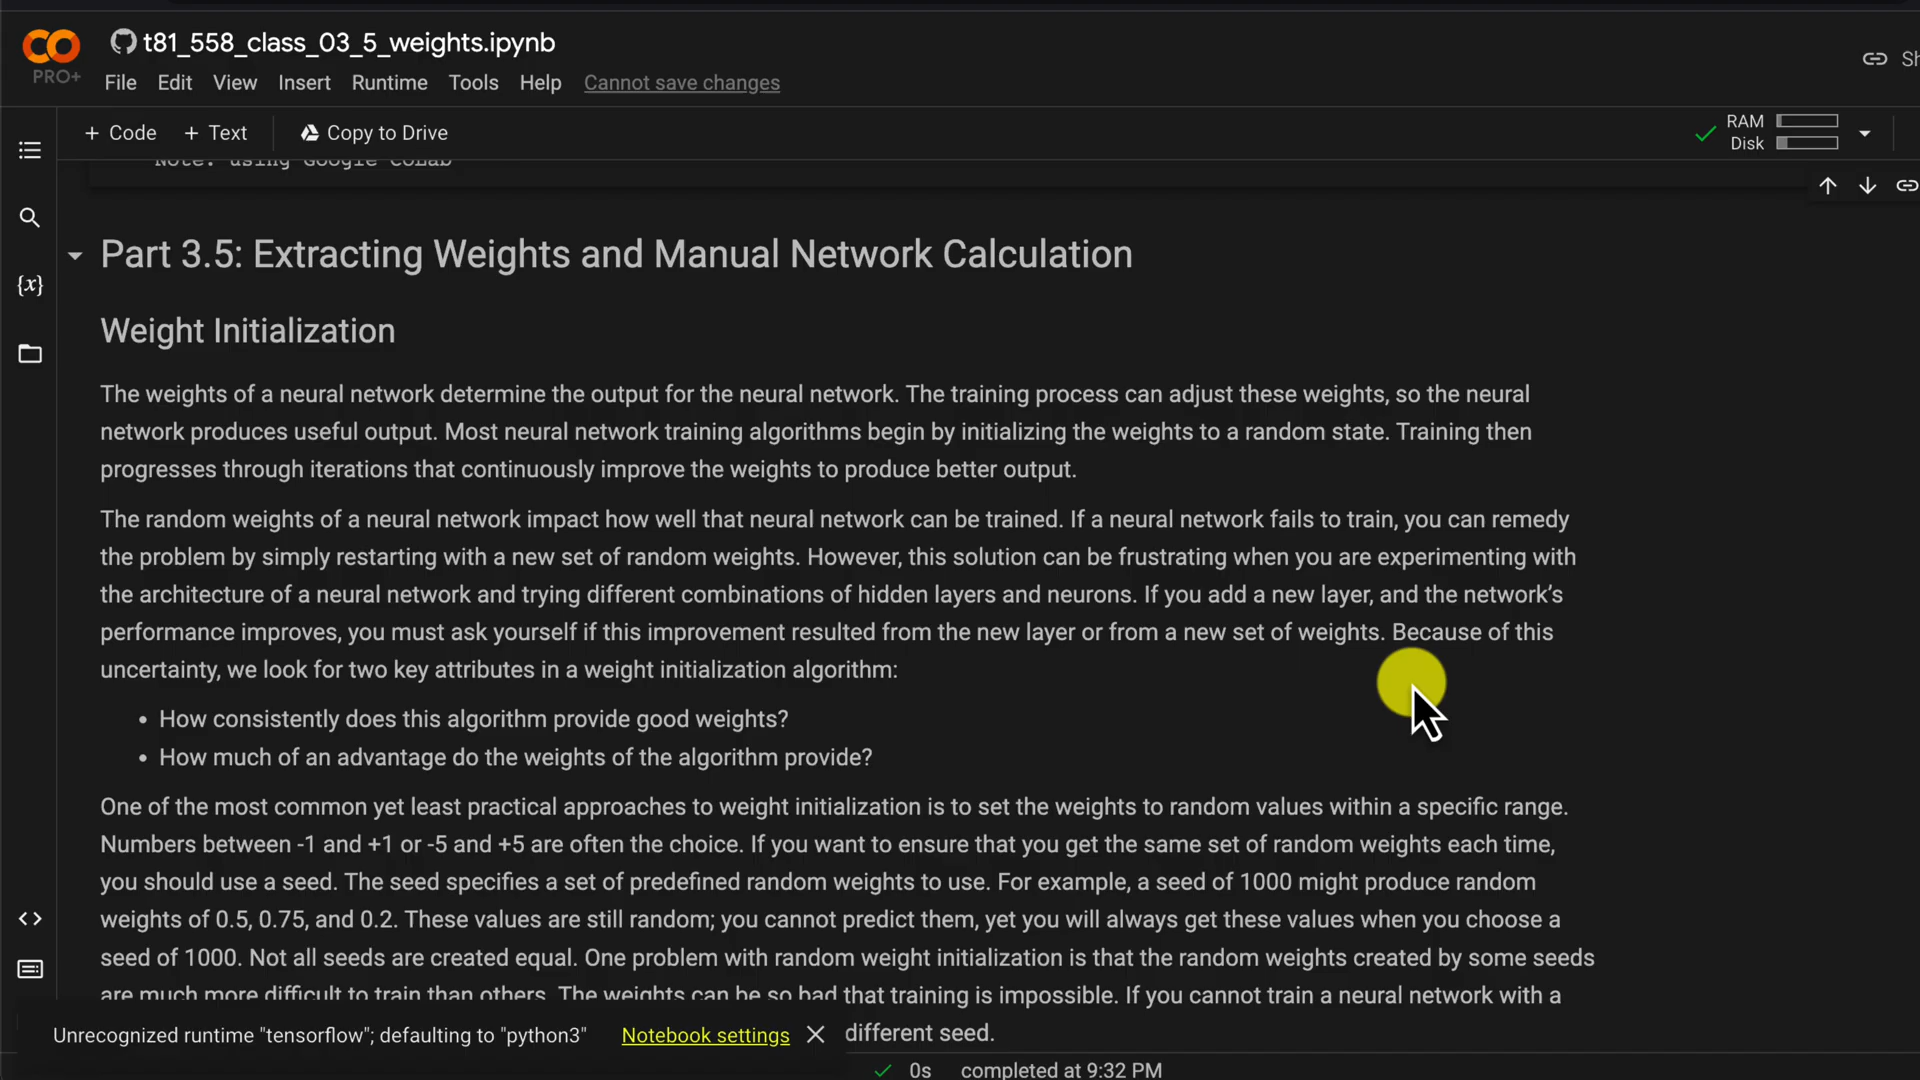 t81_558_class_03_5_weights.ipynb
PRO+
File Edit View Insert Runtime Tools Help Cannot save changes
+ Code + Text Copy to Drive
RAM
Disk
Note: using Google CoLab
{x}
Part 3.5: Extracting Weights and Manual Network Calculation
Weight Initialization
The weights of a neural network determine the output for the neural network. The training process can adjust these weights, so the neural
network produces useful output. Most neural network training algorithms begin by initializing the weights to a random state. Training then
progresses through iterations that continuously improve the weights to produce better output.
The random weights of a neural network impact how well that neural network can be trained. If a neural network fails to train, you can remedy
the problem by simply restarting with a new set of random weights. However, this solution can be frustrating when you are experimenting with
the architecture of a neural network and trying different combinations of hidden layers and neurons. If you add a new layer, and the network's
performance improves, you must ask yourself if this improvement resulted from the new layer or from a new set of weights. Because of this
uncertainty, we look for two key attributes in a weight initialization algorithm:
• How consistently does this algorithm provide good weights?
• How much of an advantage do the weights of the algorithm provide?
One of the most common yet least practical approaches to weight initialization is to set the weights to random values within a specific range.
Numbers between -1 and +1 or -5 and +5 are often the choice. If you want to ensure that you get the same set of random weights each time,
you should use a seed. The seed specifies a set of predefined random weights to use. For example, a seed of 1000 might produce random
weights of 0.5, 0.75, and 0.2. These values are still random; you cannot predict them, yet you will always get these values when you choose a
seed of 1000. Not all seeds are created equal. One problem with random weight initialization is that the random weights created by some seeds
are much more difficult to train than others. The weights can be so bad that training is impossible. If you cannot train a neural network with a
different seed.
Unrecognized runtime "tensorflow"; defaulting to "python3" Notebook settings
0s completed at 9:32 PM